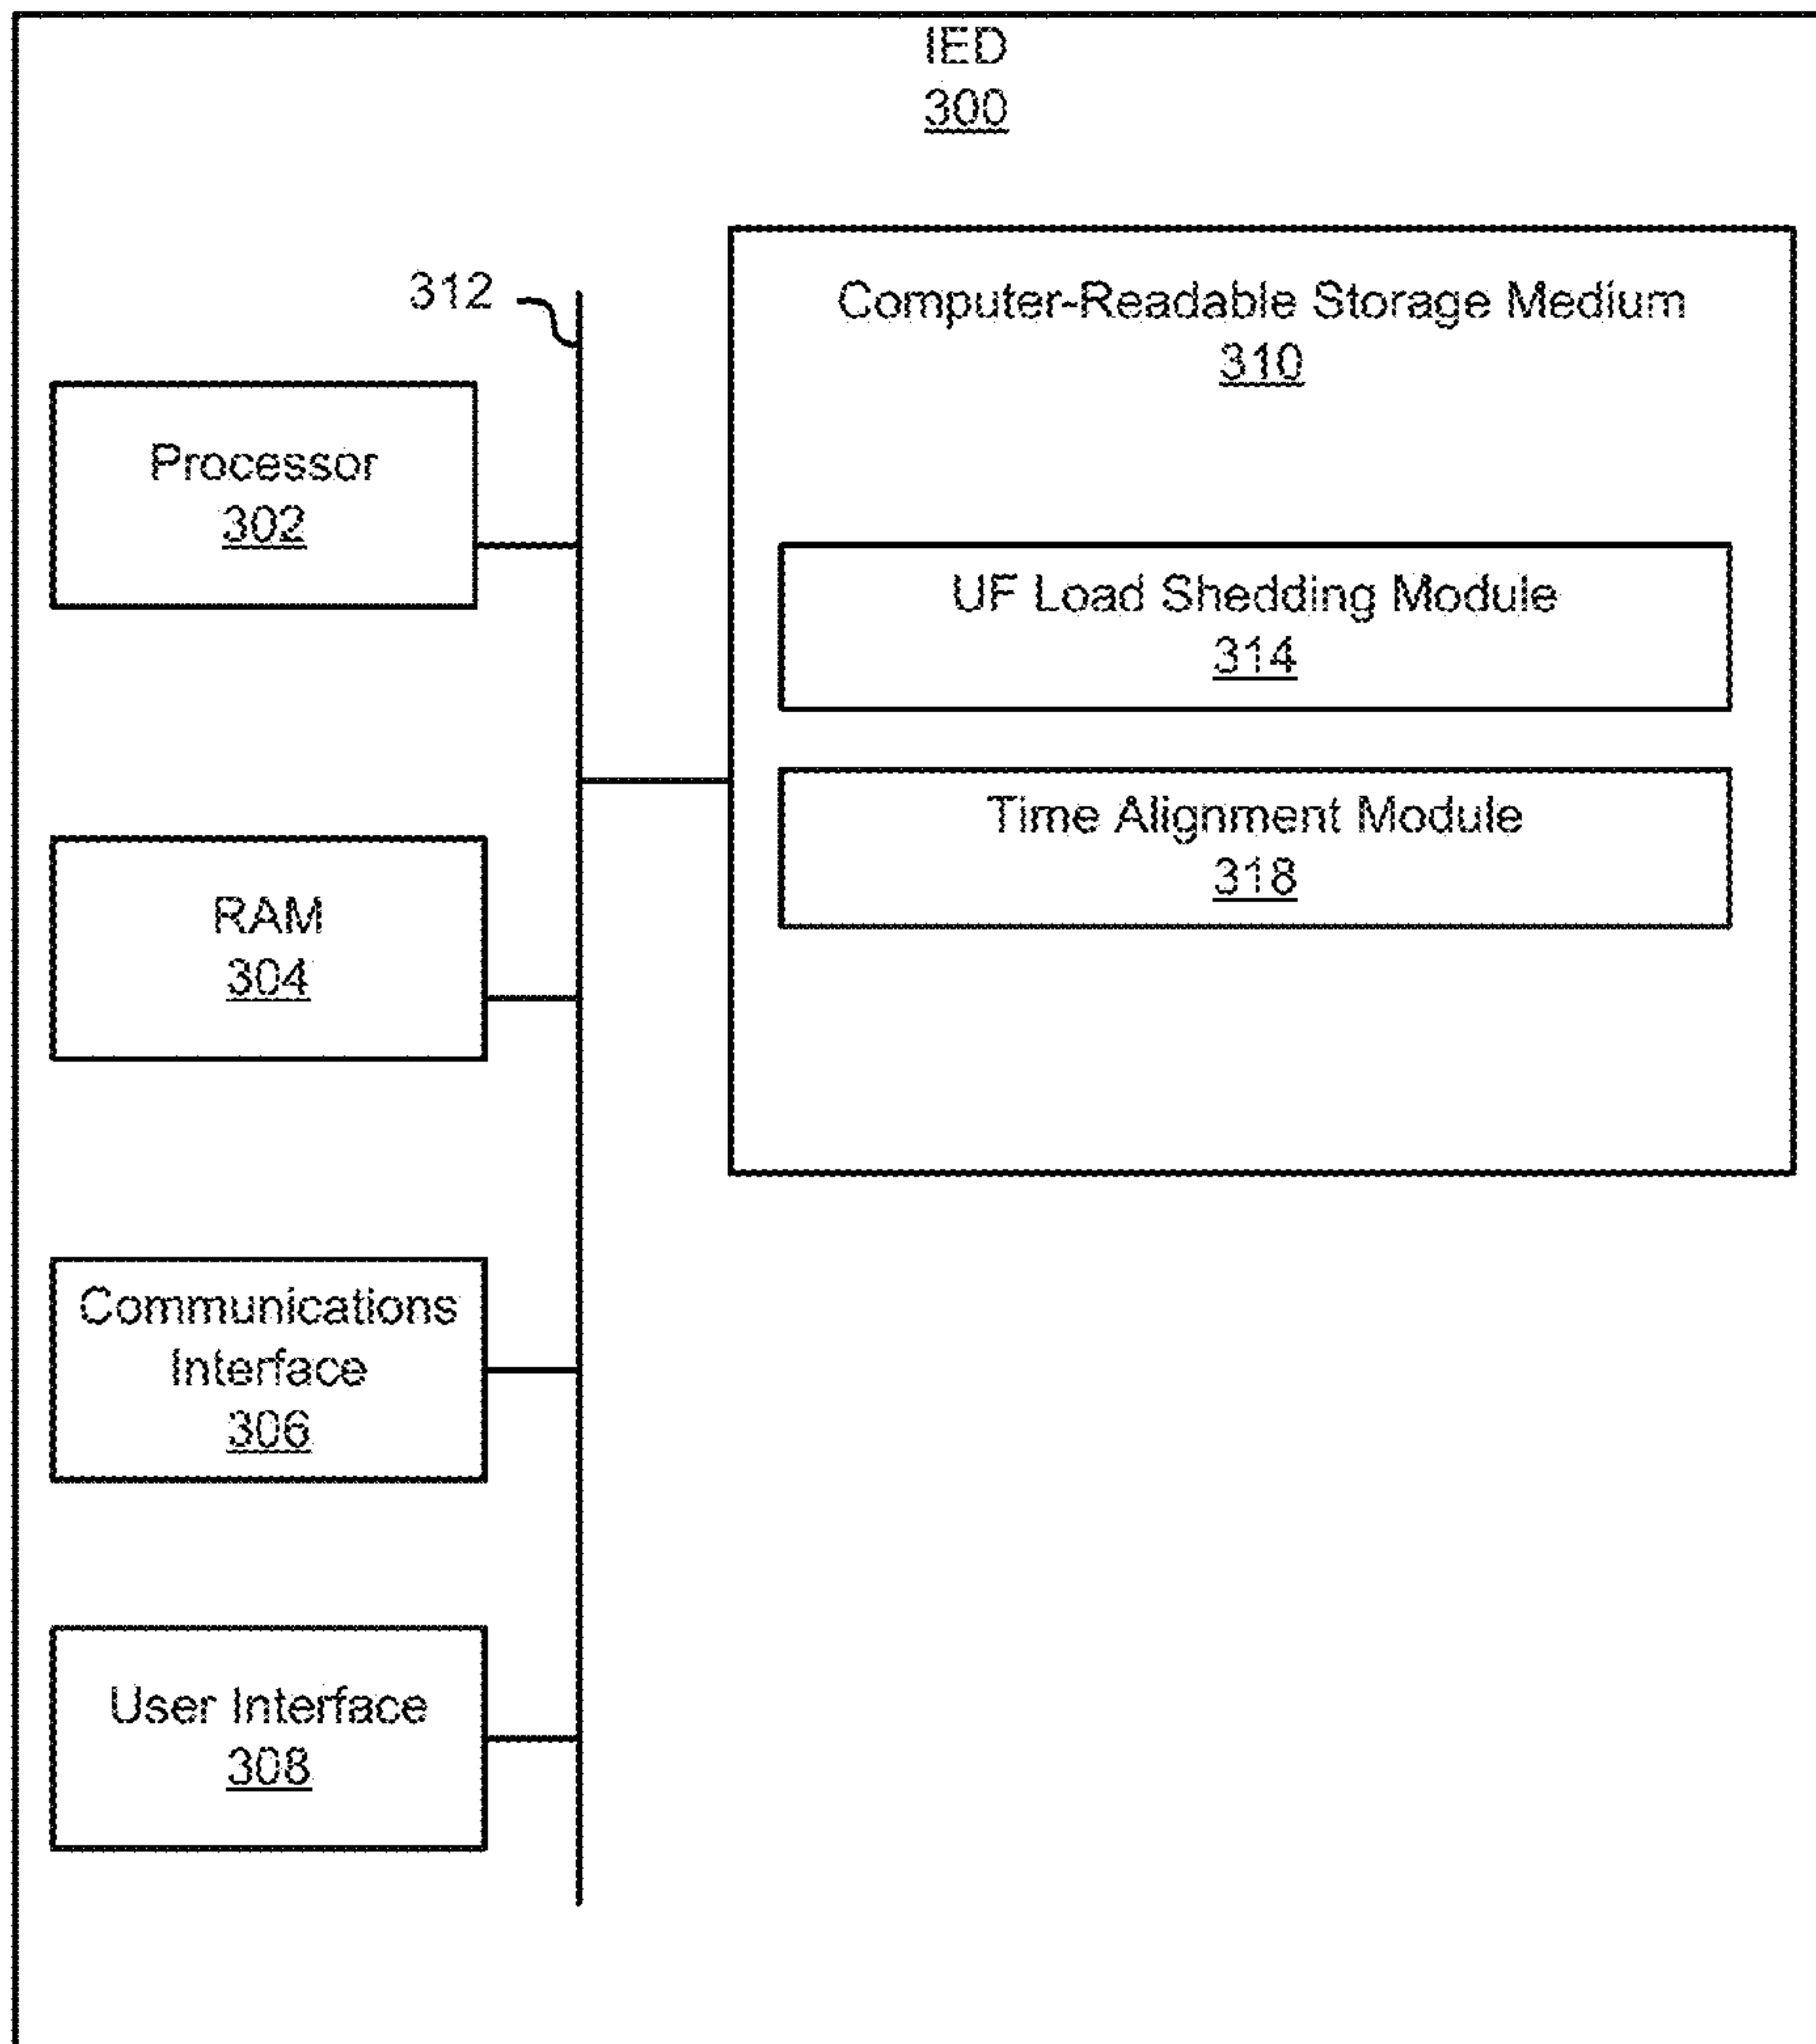 IED
300
312
Computer-Readable Storage Medium
310
Processor
302
UF Load Shedding Module
314
Time Alignment Module
318
RAM
304
Communications
Interface
306
User Interface
308